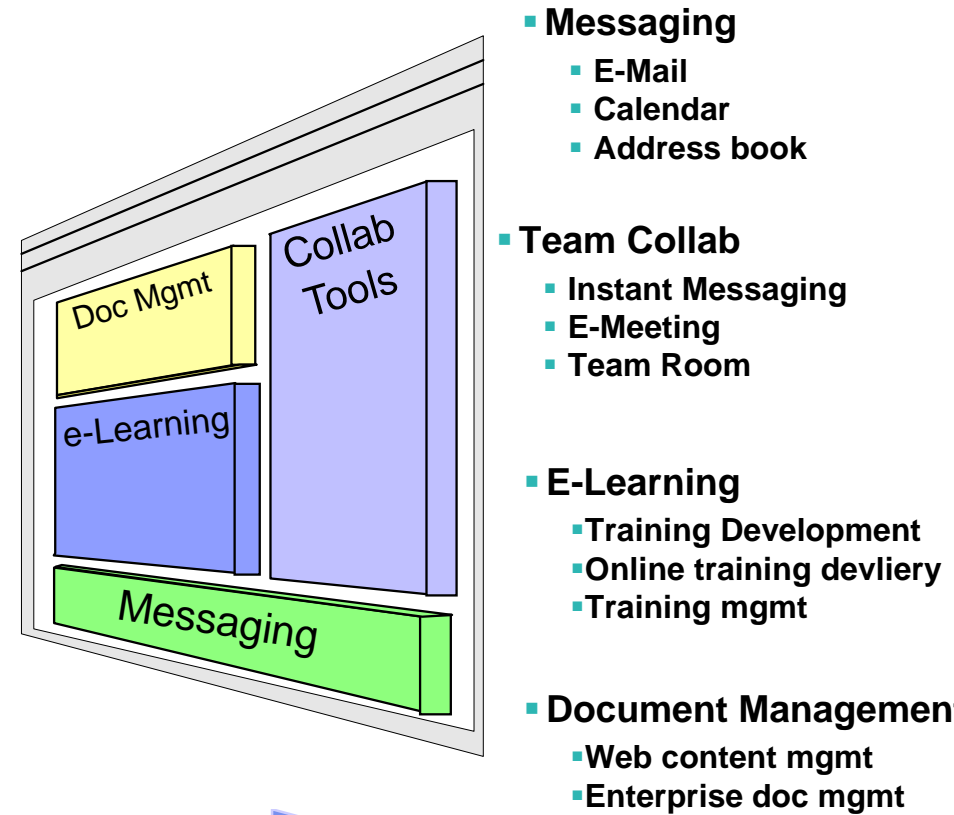 Doc Mgmt
Collab
Tools
e-Learning
Messaging
Messaging
E-Mail
Calendar
Address book
Team Collab
Instant Messaging
E-Meeting
Team Room
E-Learning
Training Development
Online training devliery
Training mgmt
Document Management
Web content mgmt
Enterprise doc mgmt